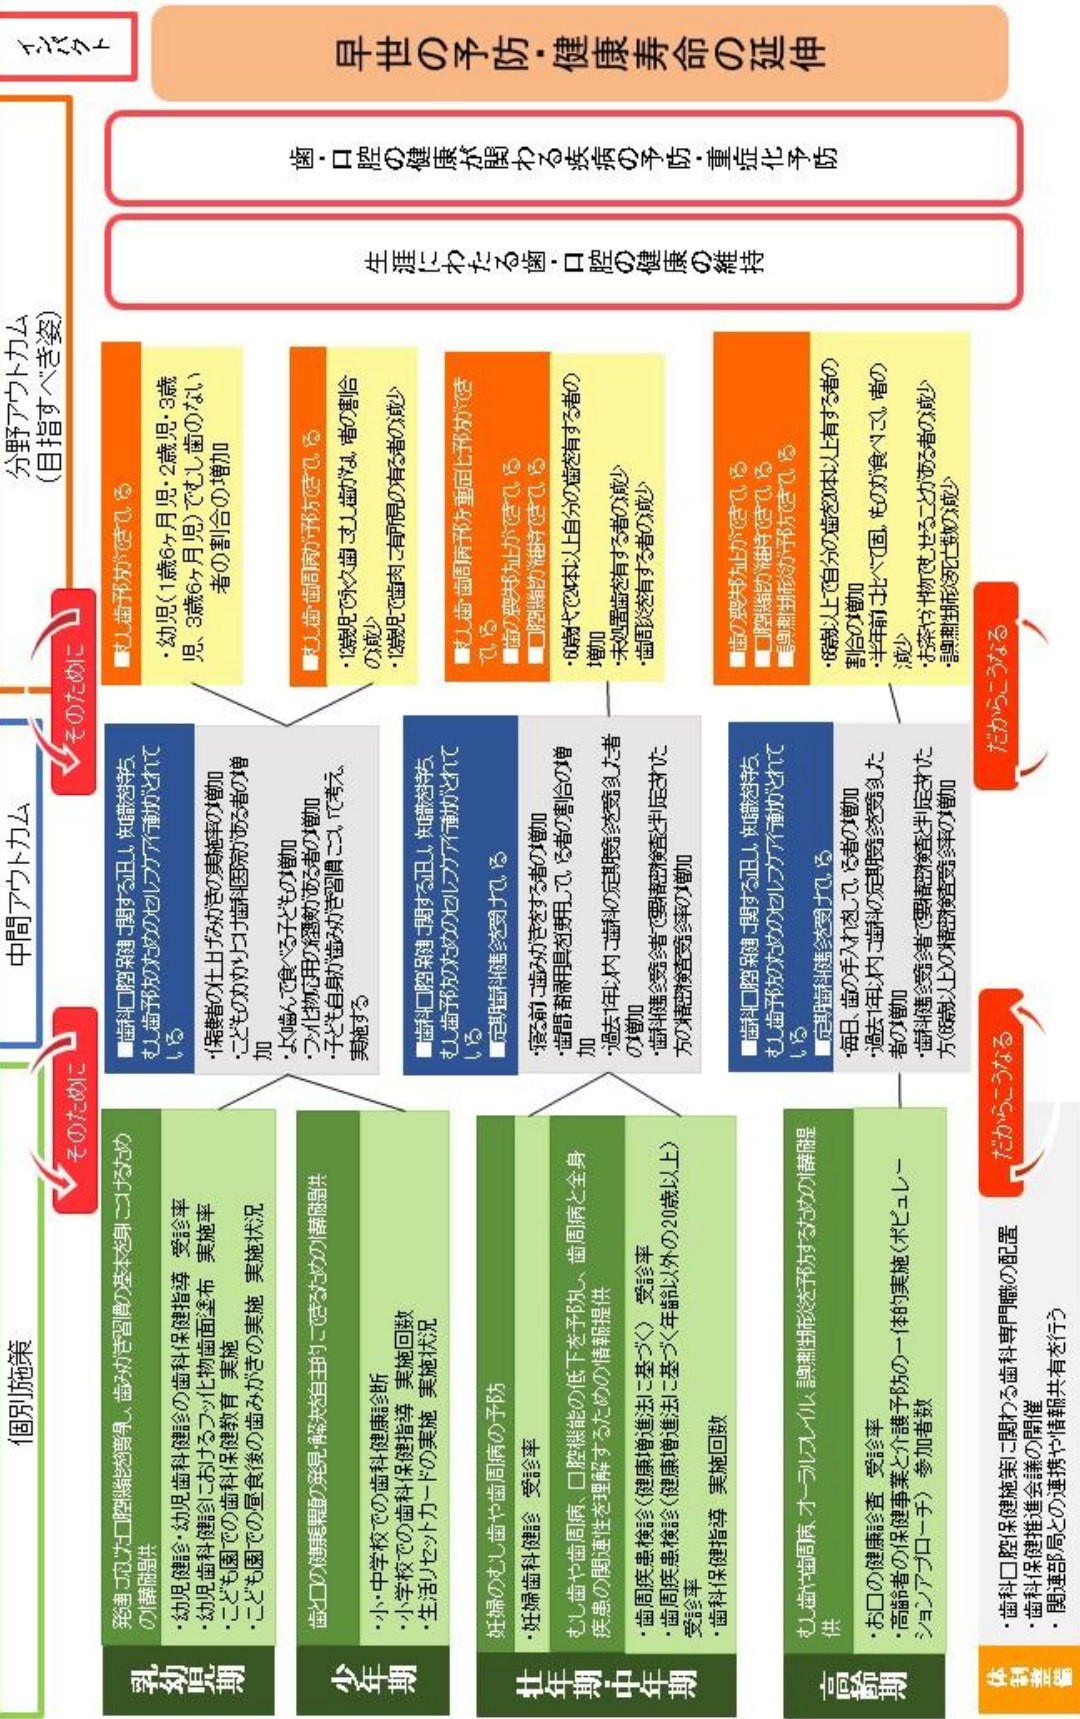 個別施策
中間アウトカム
分野アウトカム
(目指すべき姿)
インパクト
そのために
そのために
乳幼児期
発達に応じた口腔機能を獲得し、歯みがき習慣の基本を身につけるため
の情報提供
・幼児健診・幼児歯科健診の歯科保健指導 受診率
・幼児歯科健診におけるフッ化物歯面塗布 実施率
・こども園での歯科保健教育 実施
・こども園での昼食後の歯みがきの実施 実施状況
少年期
歯と口の健康課題の発見・解決を自主的にできるための情報提供
・小・中学校での歯科健康診断
・小学校での歯科保健指導 実施回数
・生活リセットカードの実施 実施状況
■歯科口腔保健に関する正しい知識を持ち、
むし歯予防のためのセルフケア行動がとれて
いる
・保護者の仕上げみがきの実施率の増加
・こどものかかりつけ歯科医院がある者の増
加
・よく噛んで食べる子どもの増加
・フッ化物応用の経験がある者の増加
・子ども自身が歯みがき習慣について考え、
実施する
■むし歯予防ができている
・幼児(1歳6ヶ月児・2歳児・3歳
児、3歳6ヶ月児)でむし歯のない
者の割合の増加
■むし歯・歯周病が予防できている
・12歳児で永久歯にむし歯がない者の割合
の減少
・12歳児で歯肉に有所見の有る者の減少
壮年期・中年期
妊婦のむし歯や歯周病の予防
・妊婦歯科健診 受診率
むし歯や歯周病、口腔機能の低下を予防し、歯周病と全身
疾患の関連性を理解するための情報提供
・歯周疾患検診(健康増進法に基づく) 受診率
・歯周疾患検診(健康増進法に基づく年齢以外の20歳以上)
受診率
・歯科保健指導 実施回数
■歯科口腔保健に関する正しい知識を持ち、
むし歯予防のためのセルフケア行動がとれて
いる
■定期歯科健診を受けている
・寝る前に歯みがきをする者の増加
・歯間清掃用具を使用している者の割合の増
加
・過去1年以内に歯科の定期受診を受診した者
の増加
・歯科健診受診者で要精密検査と判定された
方の精密検査受診率の増加
■むし歯・歯周病予防や重症化予防ができ
ている
■歯の喪失防止ができている
■口腔機能が維持できている
・60歳代で24本以上自分の歯を有する者の
増加
・未処置歯を有する者の減少
・歯周炎を有する者の減少
高齢期
むし歯や歯周病、オーラルフレイル、誤嚥性肺炎を予防するための情報提
供
・お口の健康診査 受診率
・高齢者の保健事業と介護予防の一体的実施(ポピュレー
ションアプローチ) 参加者数
■歯科口腔保健に関する正しい知識を持ち、
むし歯予防のためのセルフケア行動がとれて
いる
■定期歯科健診を受けている
・毎日、歯の手入れをしている者の増加
・過去1年以内に歯科の定期受診を受診した
者の増加
・歯科健診受診者で要精密検査と判定された
方(65歳以上)の精密検査受診率の増加
■歯の喪失防止ができている
■口腔機能が維持できている
■誤嚥性肺炎が予防できている
・65歳以上で自分の歯を20本以上有する者の
割合の増加
・半年前に比べて固いものが食べにくい者の
減少
・お茶や汁物でむせることがある者の減少
・誤嚥性肺炎死亡数の減少
体制整備
・歯科口腔保健施策に関わる歯科専門職の配置
・歯科保健推進会議の開催
・関連部局との連携や情報共有を行う
だからこうなる
だからこうなる
生涯にわたる歯・口腔の健康の維持
歯・口腔の健康が関わる疾病の予防・重症化予防
早世の予防・健康寿命の延伸